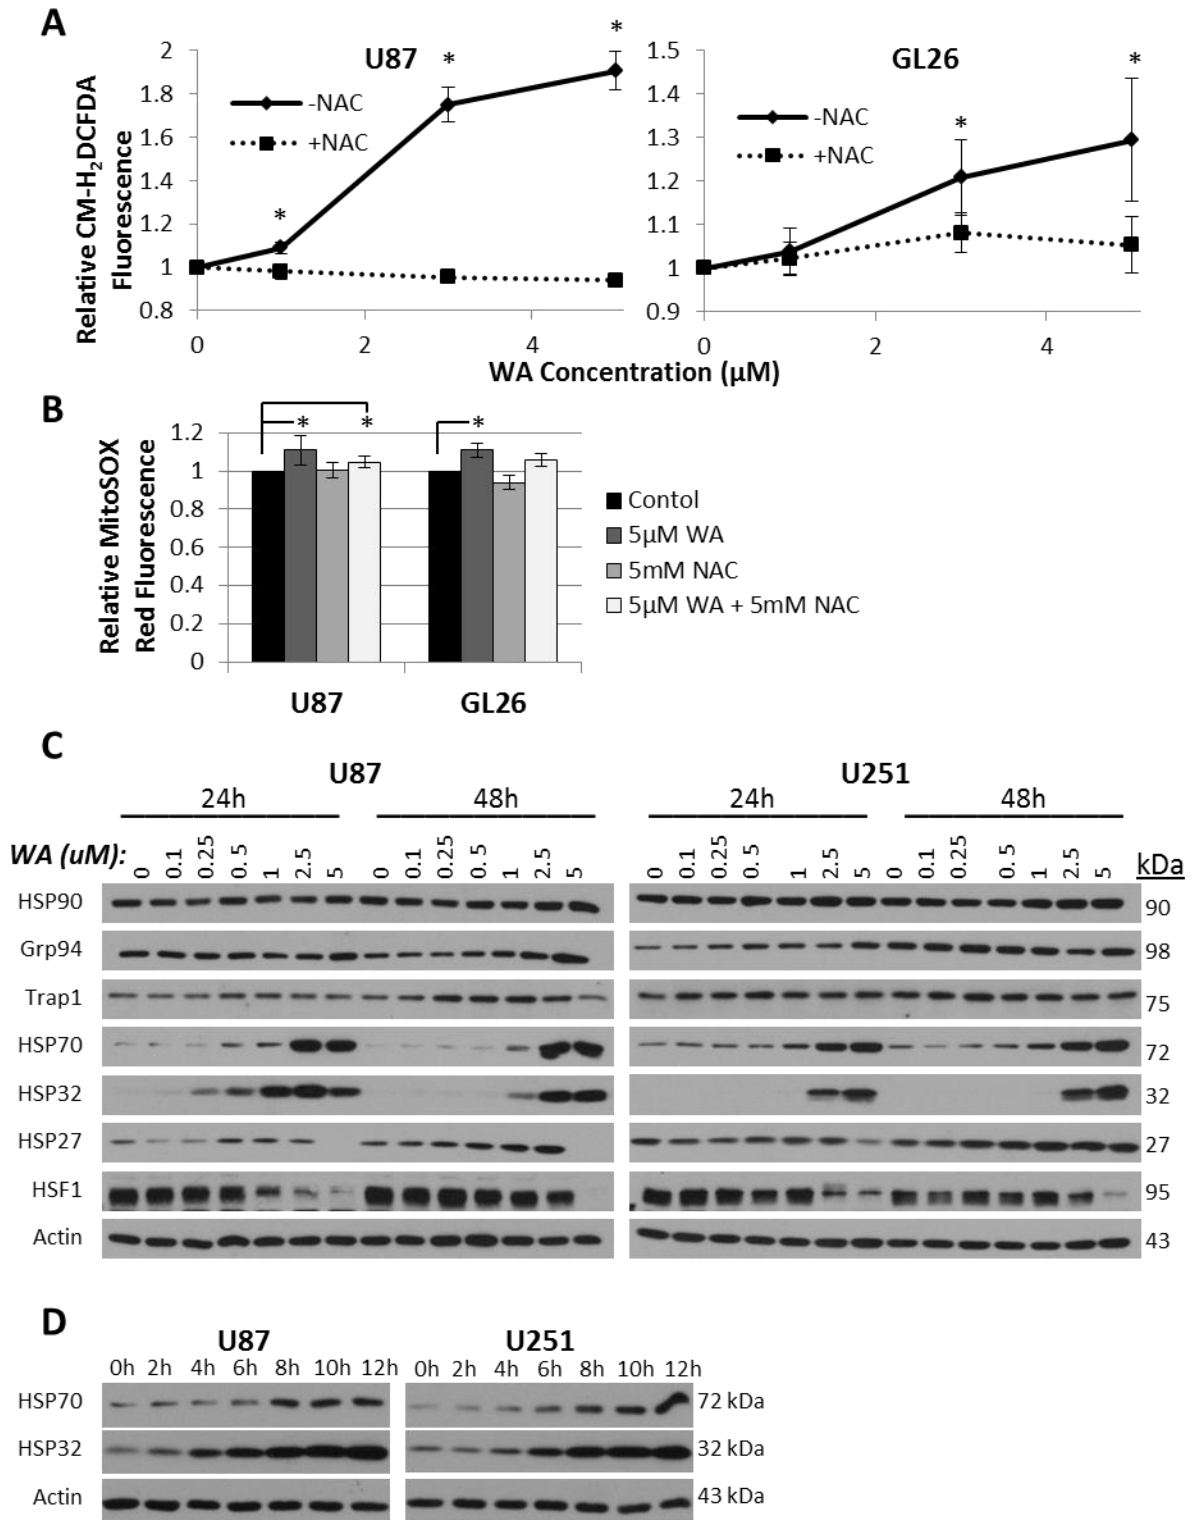 A
U87
GL26
Relative CM-H₂DCFDA
Fluorescence
2
1.8
1.6
1.4
1.2
1
0.8
-NAC
+NAC
*
*
*
0
2
4
1.5
1.4
1.3
1.2
1.1
1
0.9
-NAC
+NAC
*
*
0
2
4
WA Concentration (µM)
B
Relative MitoSOX
Red Fluorescence
1.2
1
0.8
0.6
0.4
0.2
0
*
*
*
U87
GL26
Contol
5µM WA
5mM NAC
5µM WA + 5mM NAC
C
U87
U251
24h
48h
24h
48h
WA (uM):
0 0.1 0.25 0. 5 1 2.5 5 0 0.1 0.25 0. 5 1 2.5 5
0 0.1 0.25 0. 5 1 2.5 5 0 0.1 0.25 0. 5 1 2.5 5
kDa
HSP90 90
Grp94 98
Trap1 75
HSP70 72
HSP32 32
HSP27 27
HSF1 95
Actin 43
D
U87
U251
0h 2h 4h 6h 8h 10h 12h
0h 2h 4h 6h 8h 10h 12h
HSP70 72 kDa
HSP32 32 kDa
Actin 43 kDa